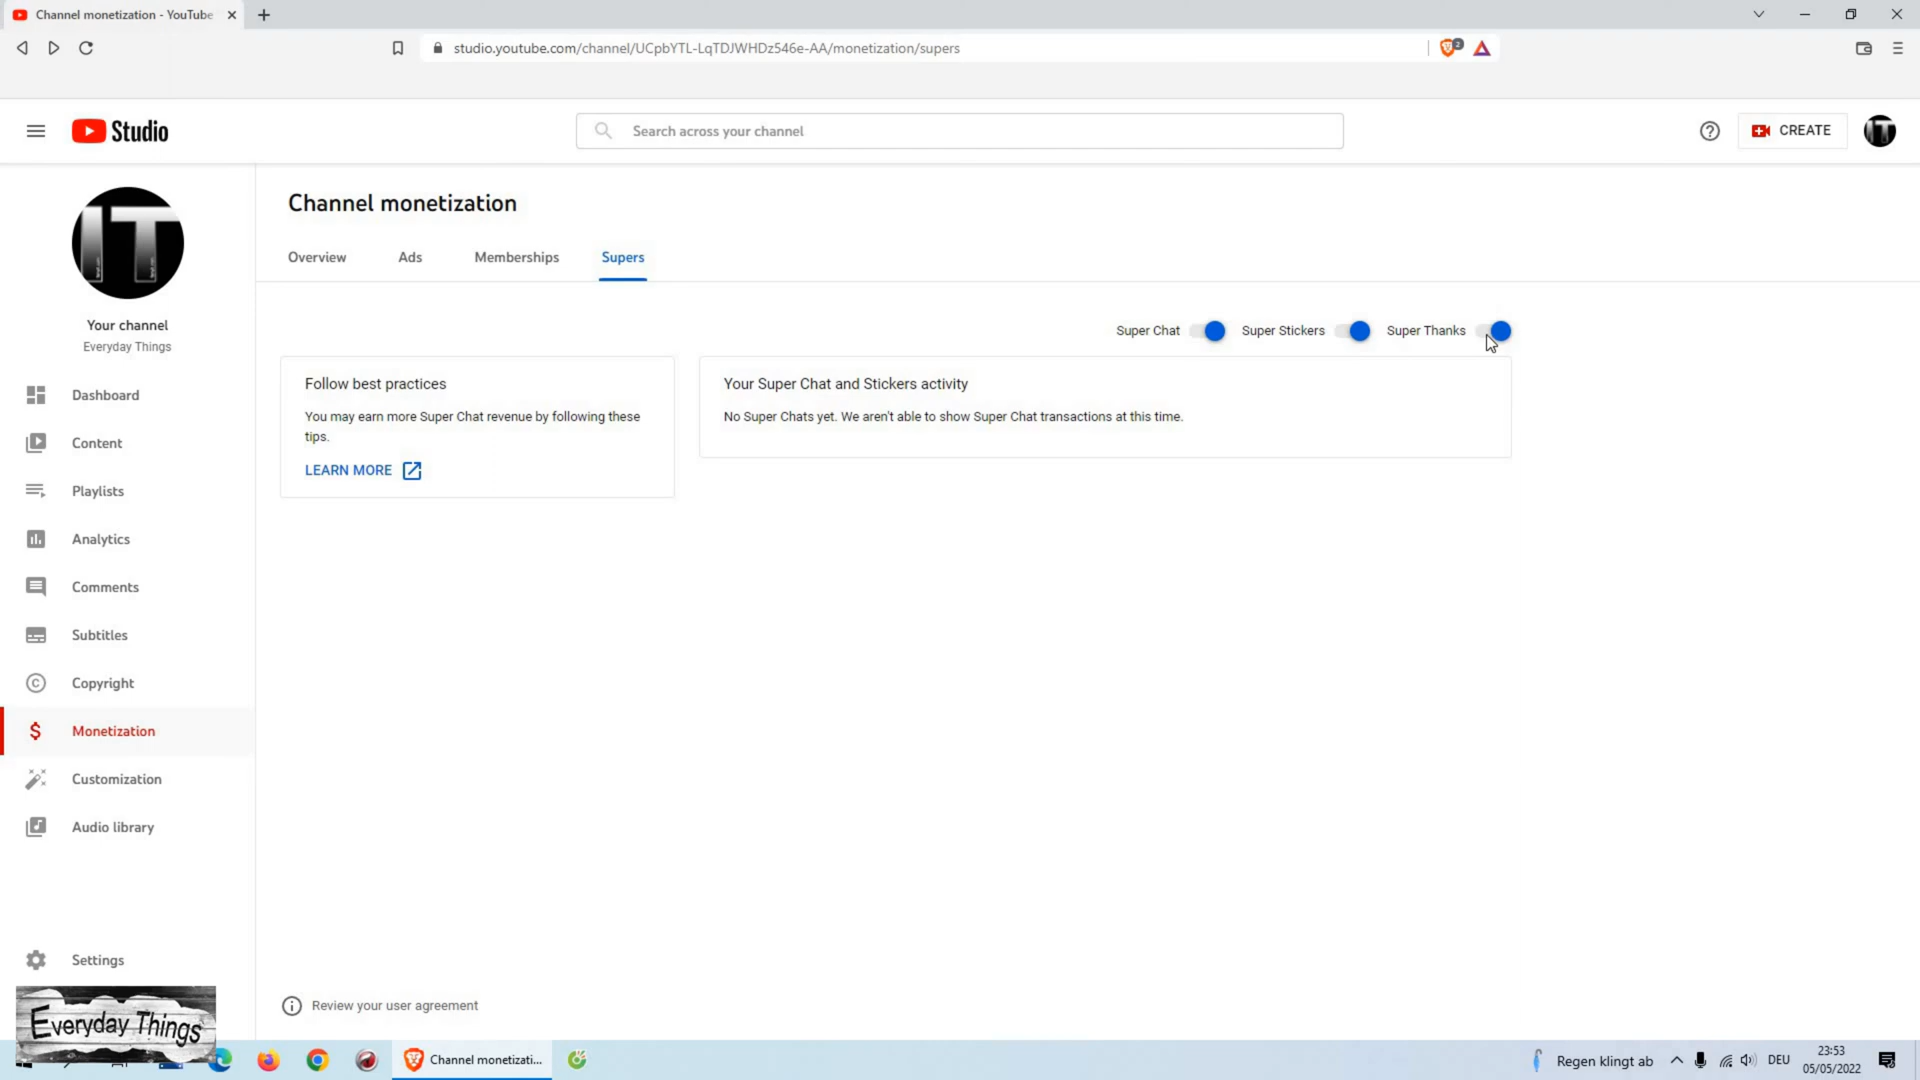 Channel monetization - YouTube
studio.youtube.com/channel/UCpbYTL-LqTDJWHDz546e-AA/monetization/supers
2
Studio
Search across your channel
CREATE
IT
IT
Your channel
Everyday Things
Dashboard
Content
Playlists
Analytics
Comments
Subtitles
Copyright
Monetization
Customization
Audio library
Settings
Channel monetization
Overview
Ads
Memberships
Supers
Super Chat
Super Stickers
Super Thanks
Follow best practices
You may earn more Super Chat revenue by following these
tips.
LEARN MORE
Your Super Chat and Stickers activity
No Super Chats yet. We aren't able to show Super Chat transactions at this time.
Review your user agreement
Everyday Things
Channel monetizati...
Regen klingt ab
DEU
23:53
05/05/2022